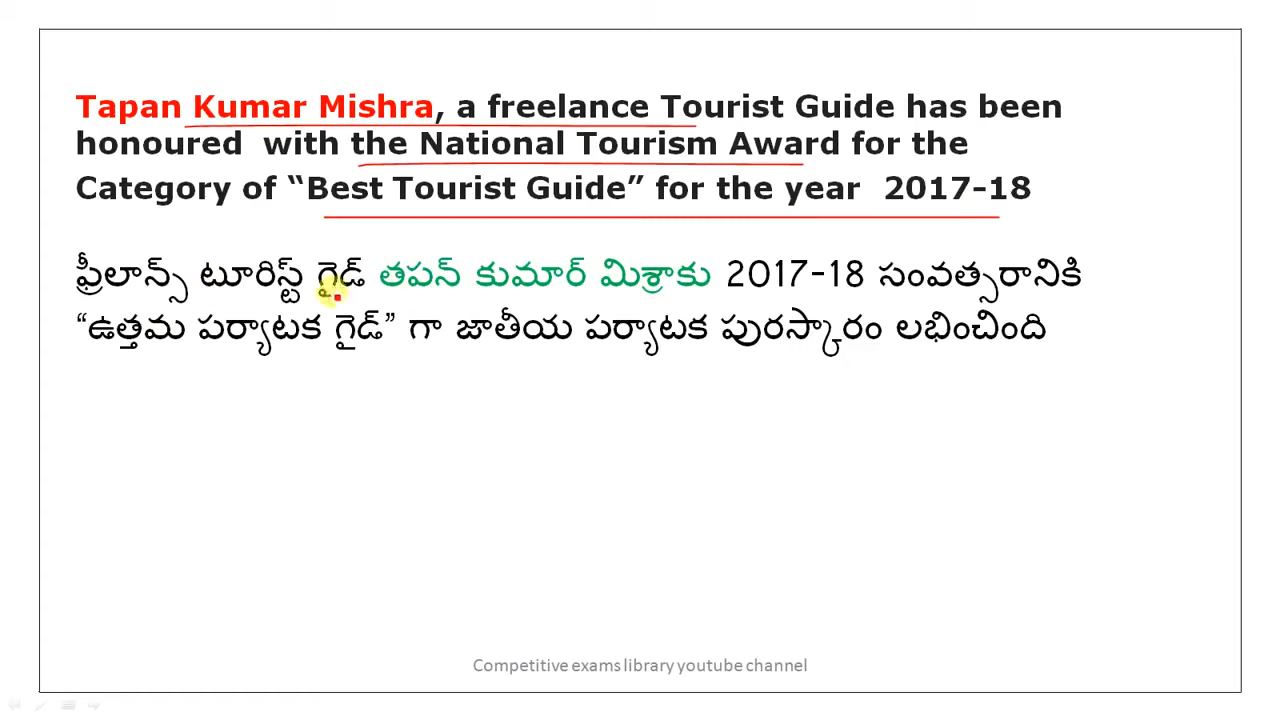 Tapan Kumar Mishra, a freelance Tourist Guide has been
honoured with the National Tourism Award for the
Category of “Best Tourist Guide” for the year 2017-18
ఫ్రీలాన్స్ టూరిస్ట్ గైడ్ తపన్ కుమార్ మిశ్రాకు 2017-18 సంవత్సరానికి
“ఉత్తమ పర్యాటక గైడ్” గా జాతీయ పర్యాటక పురస్కారం లభించింది
Competitive exams library youtube channel